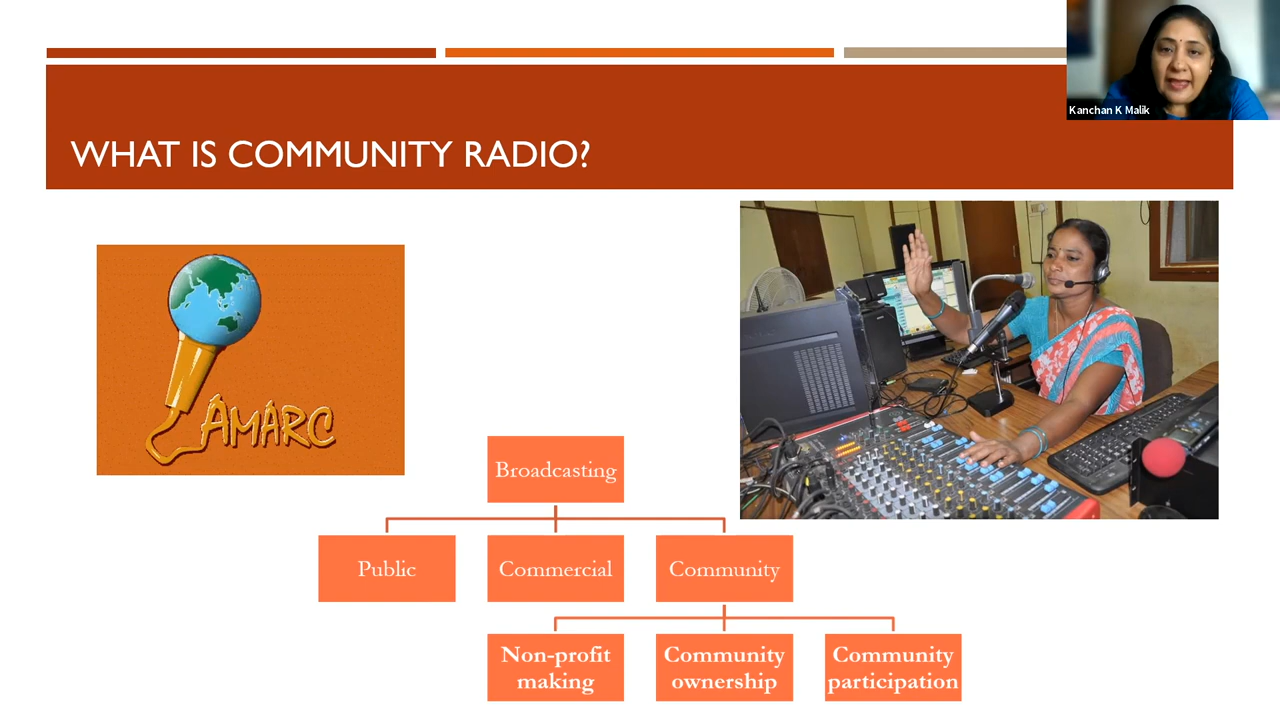 Kanchan K Malik
WHAT IS COMMUNITY RADIO?
AMARC
Broadcasting
Public
Commercial
Community
Non-profit
making
Community
ownership
Community
participation